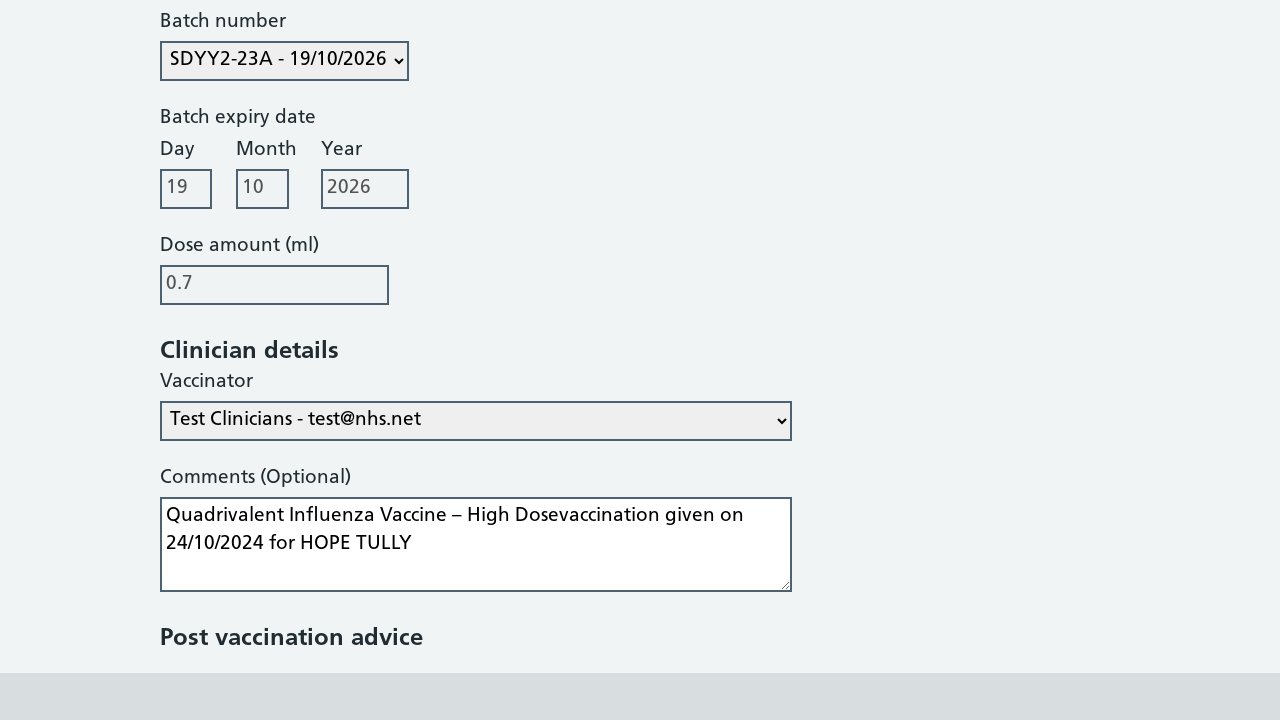 Batch number
SDYY2-23A - 19/10/2026
Batch expiry date
Day Month Year
19 10 2026
Dose amount (ml)
0.7
Clinician details
Vaccinator
Test Clinicians - test@nhs.net
Comments (Optional)
Quadrivalent Influenza Vaccine – High Dosevaccination given on
24/10/2024 for HOPE TULLY
Post vaccination advice